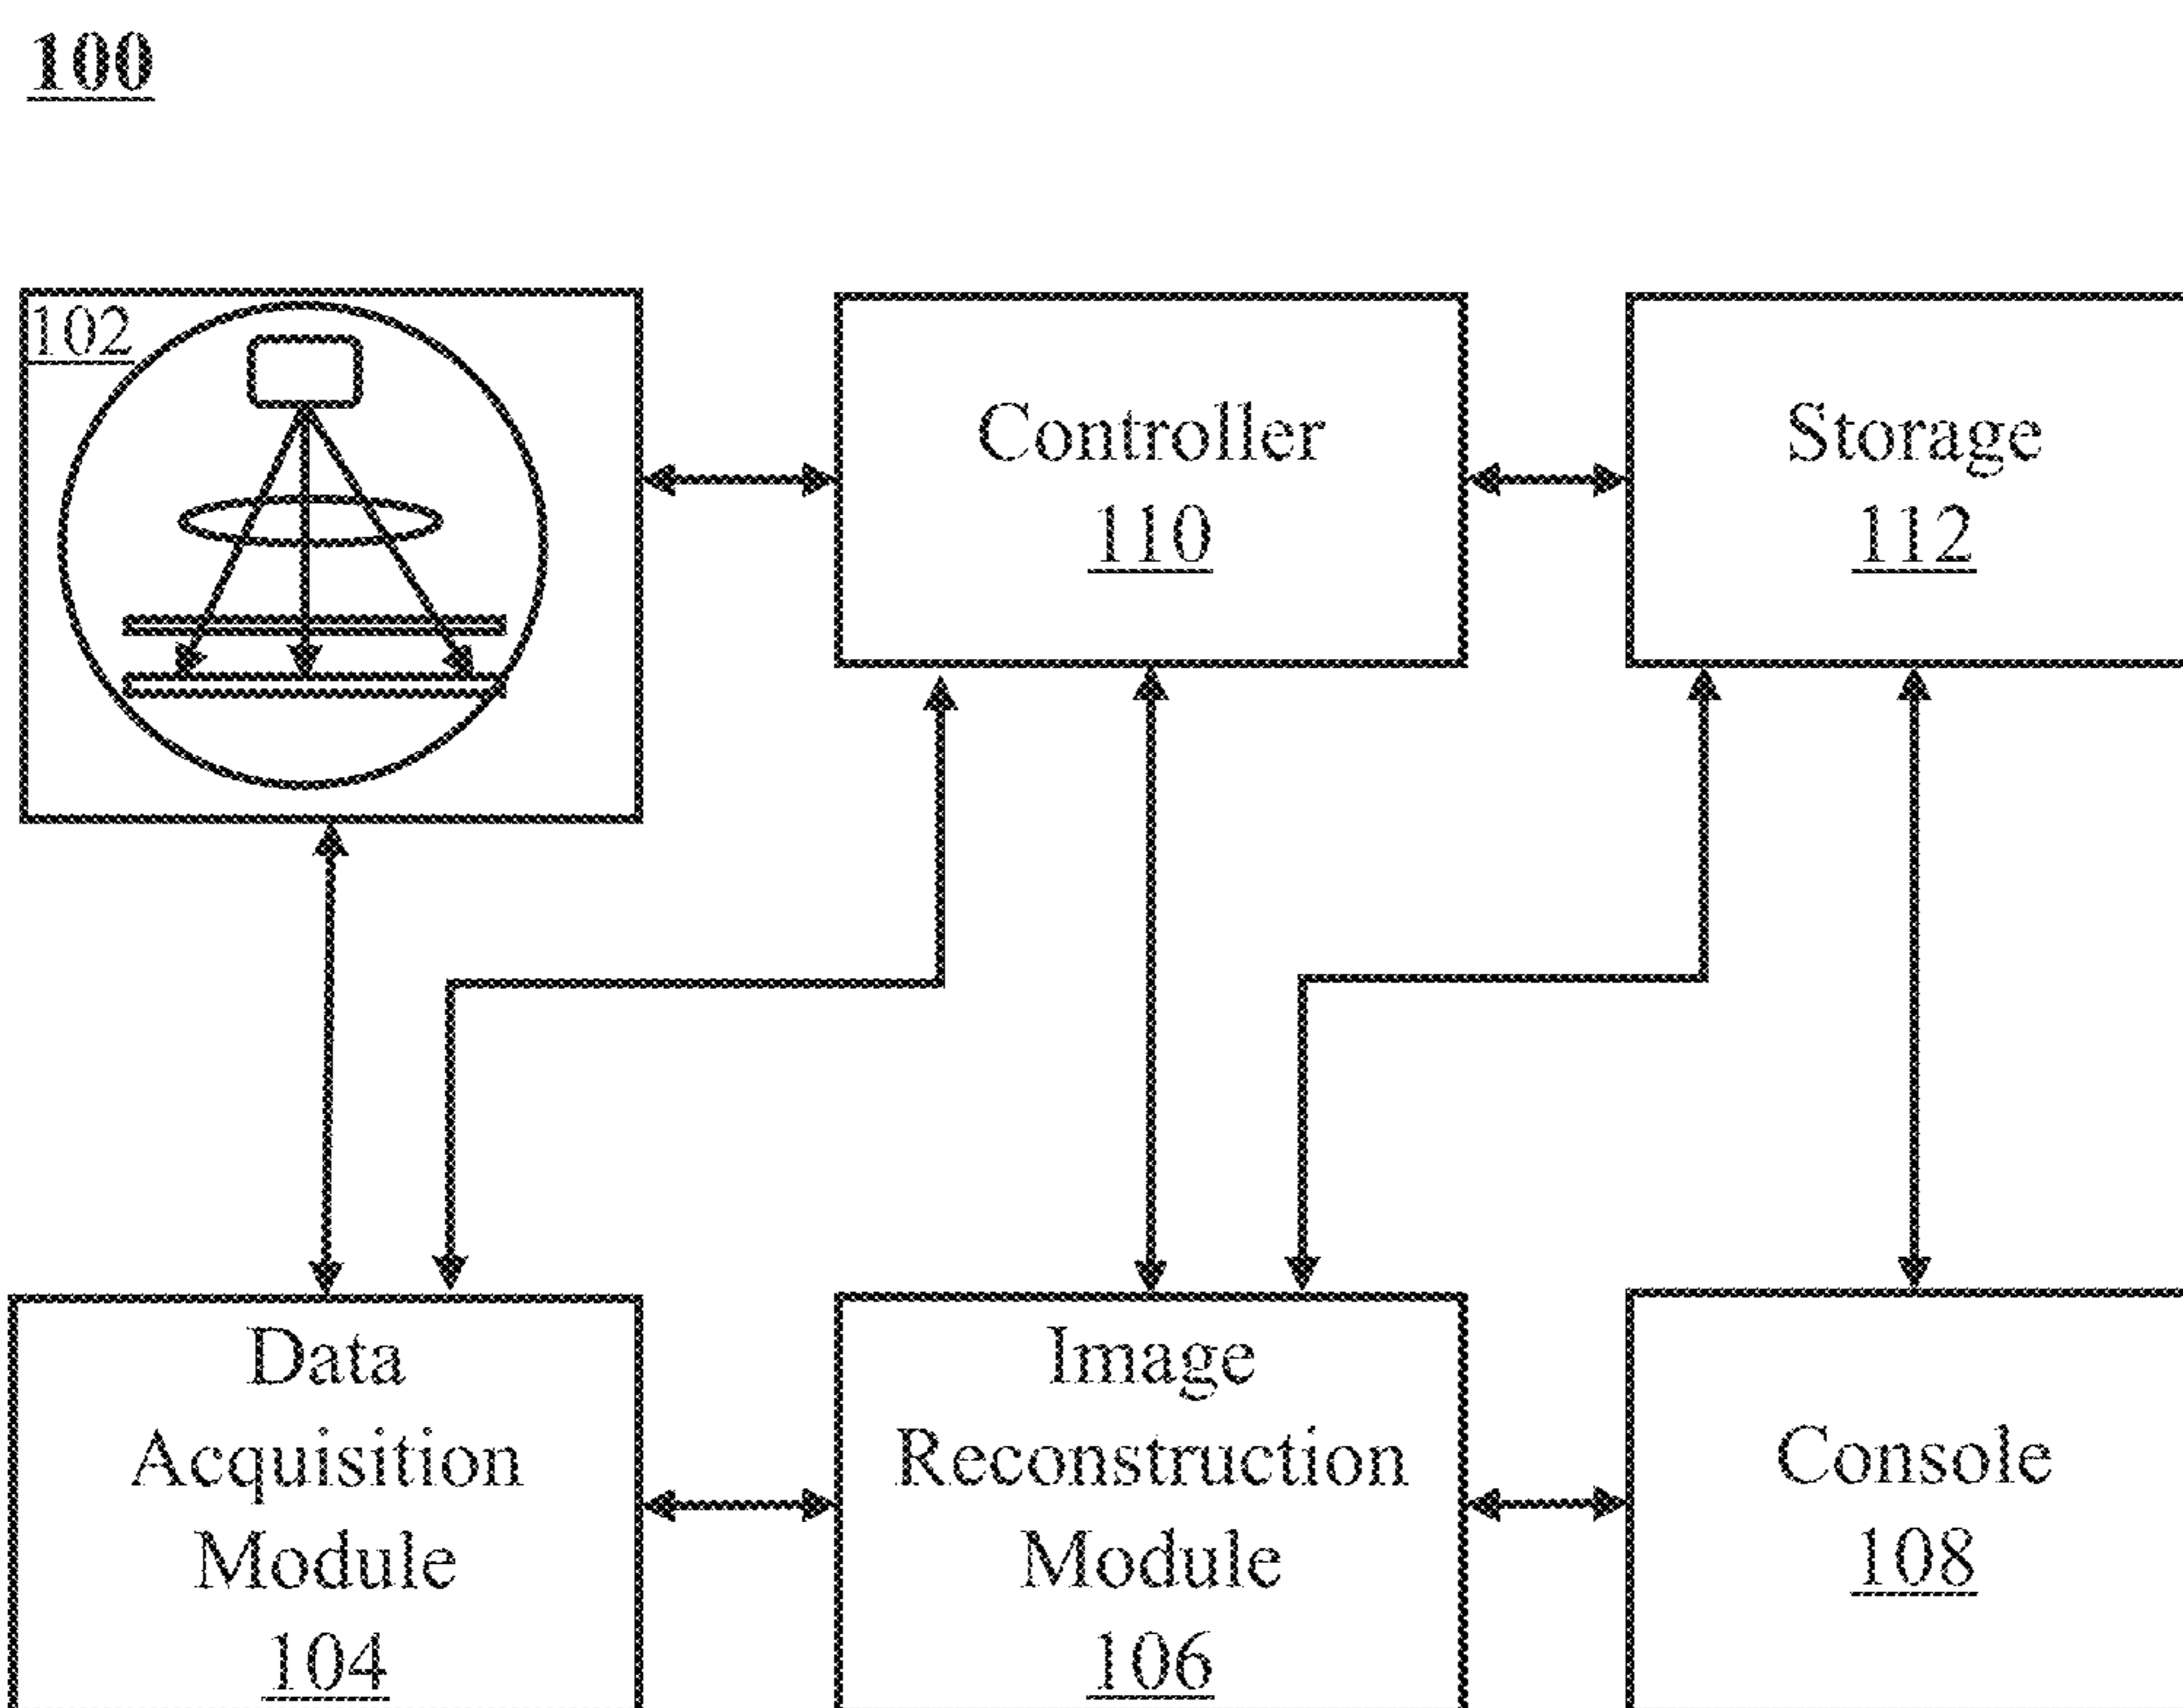 100
102
Controller
110
Storage
112
Data
Acquisition
Module
104
Image
Reconstruction
Module
106
Console
108